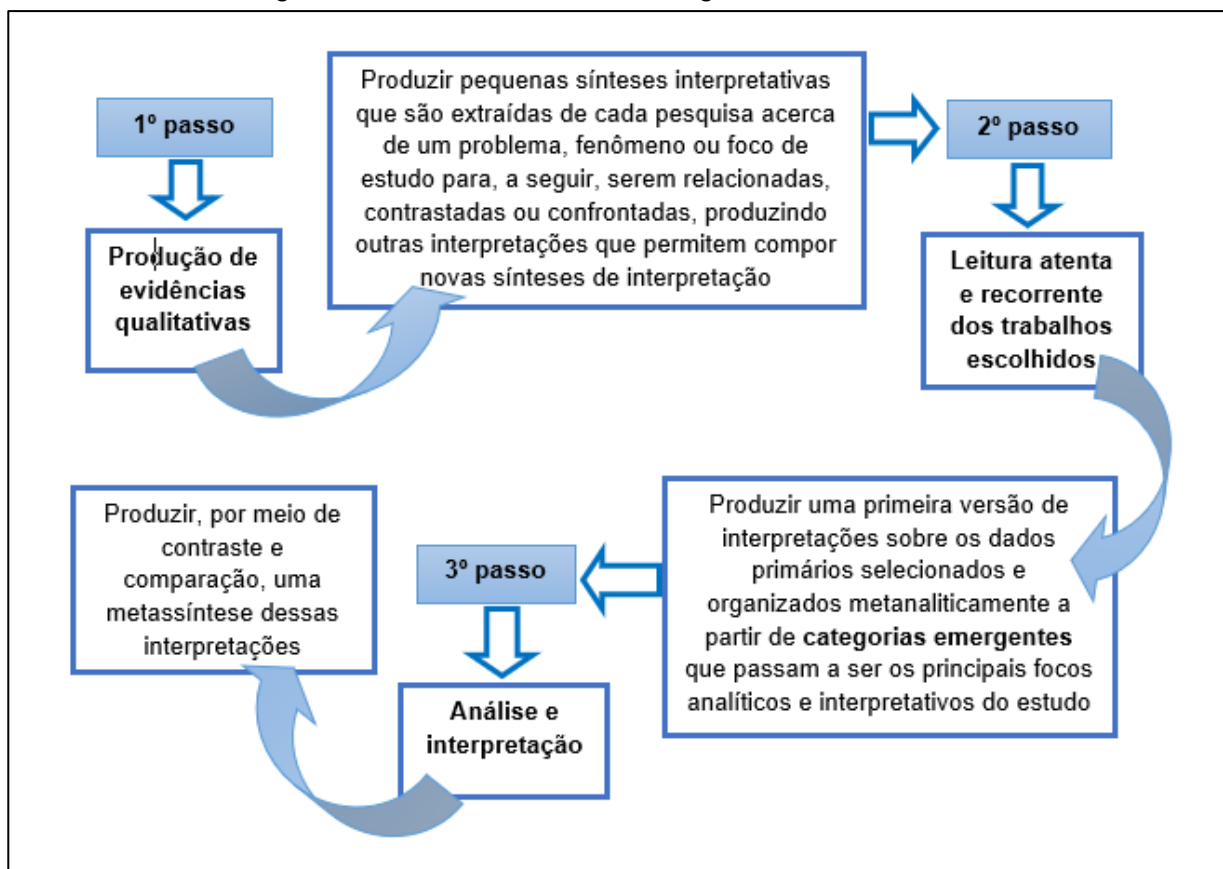 1º passo
Produção de
evidências
qualitativas
Produzir pequenas sínteses interpretativas
que são extraídas de cada pesquisa acerca
de um problema, fenômeno ou foco de
estudo para, a seguir, serem relacionadas,
contrastadas ou confrontadas, produzindo
outras interpretações que permitem compor
novas sínteses de interpretação
2º passo
Leitura atenta
e recorrente
dos trabalhos
escolhidos
Produzir uma primeira versão de
interpretações sobre os dados
primários selecionados e
organizados metanaliticamente a
partir de categorias emergentes
que passam a ser os principais focos
analíticos e interpretativos do estudo
3º passo
Análise e
interpretação
Produzir, por meio de
contraste e
comparação, uma
metassíntese dessas
interpretações